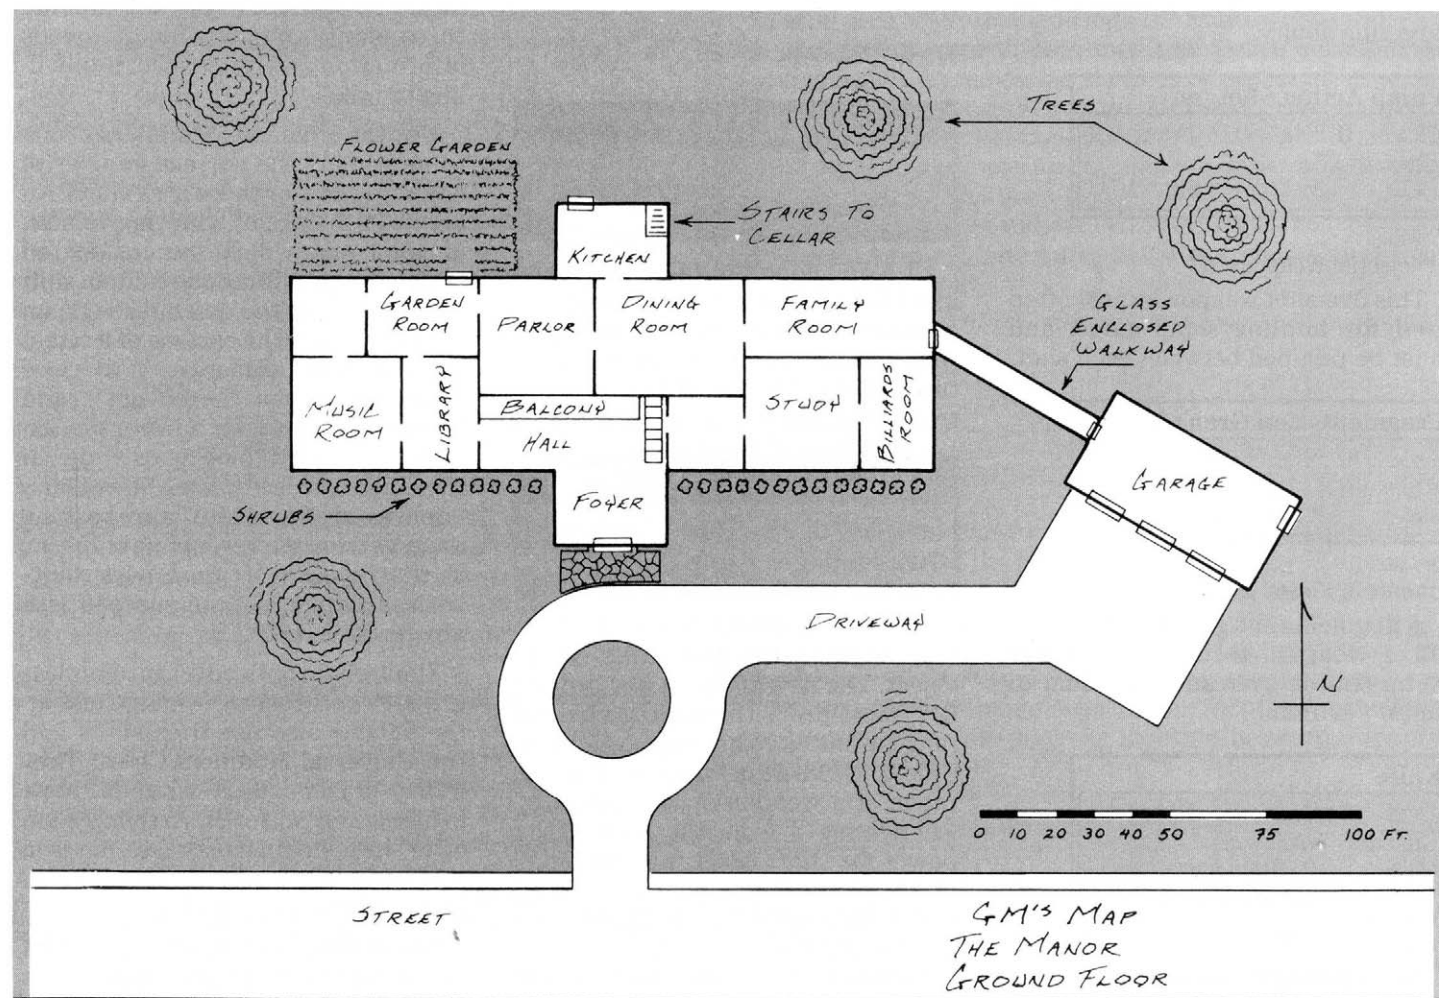 TREES
FLOWER GARDEN
STAIRS TO
CELLAR
KITCHEN
GARDEN
ROOM
PARLOR
DINING
ROOM
FAMILY
ROOM
GLASS
ENCLOSED
WALKWAY
MUSIC
ROOM
LIBRARY
BALCONY
HALL
STUDY
BILLIARDS
ROOM
GARAGE
SHRUBS
FOYER
DRIVEWAY
N
0 10 20 30 40 50 75 100 FT.
STREET
GM'S MAP
THE MANOR
GROUND FLOOR